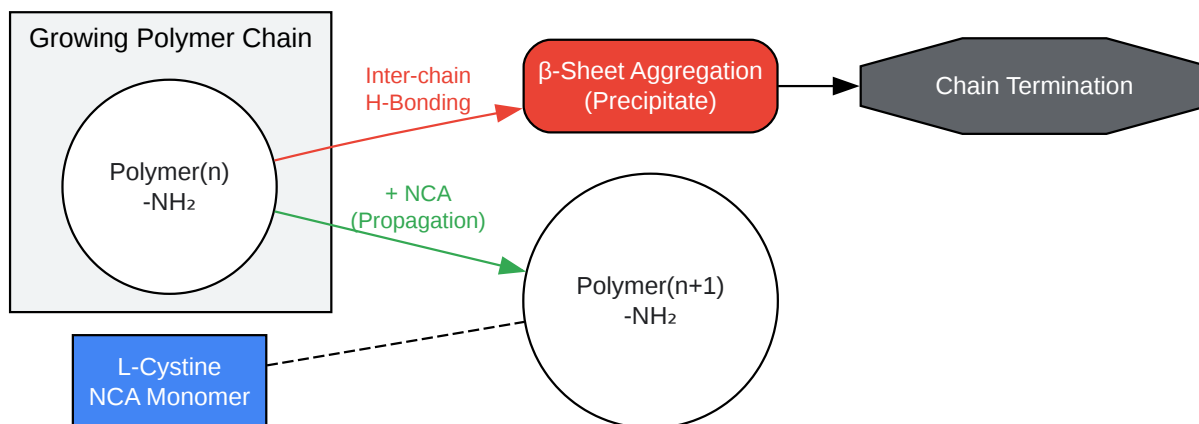 Growing Polymer Chain
Polymer(n)
-NH₂
Inter-chain
H-Bonding
β-Sheet Aggregation
(Precipitate)
Chain Termination
+ NCA
(Propagation)
Polymer(n+1)
-NH₂
L-Cystine
NCA Monomer